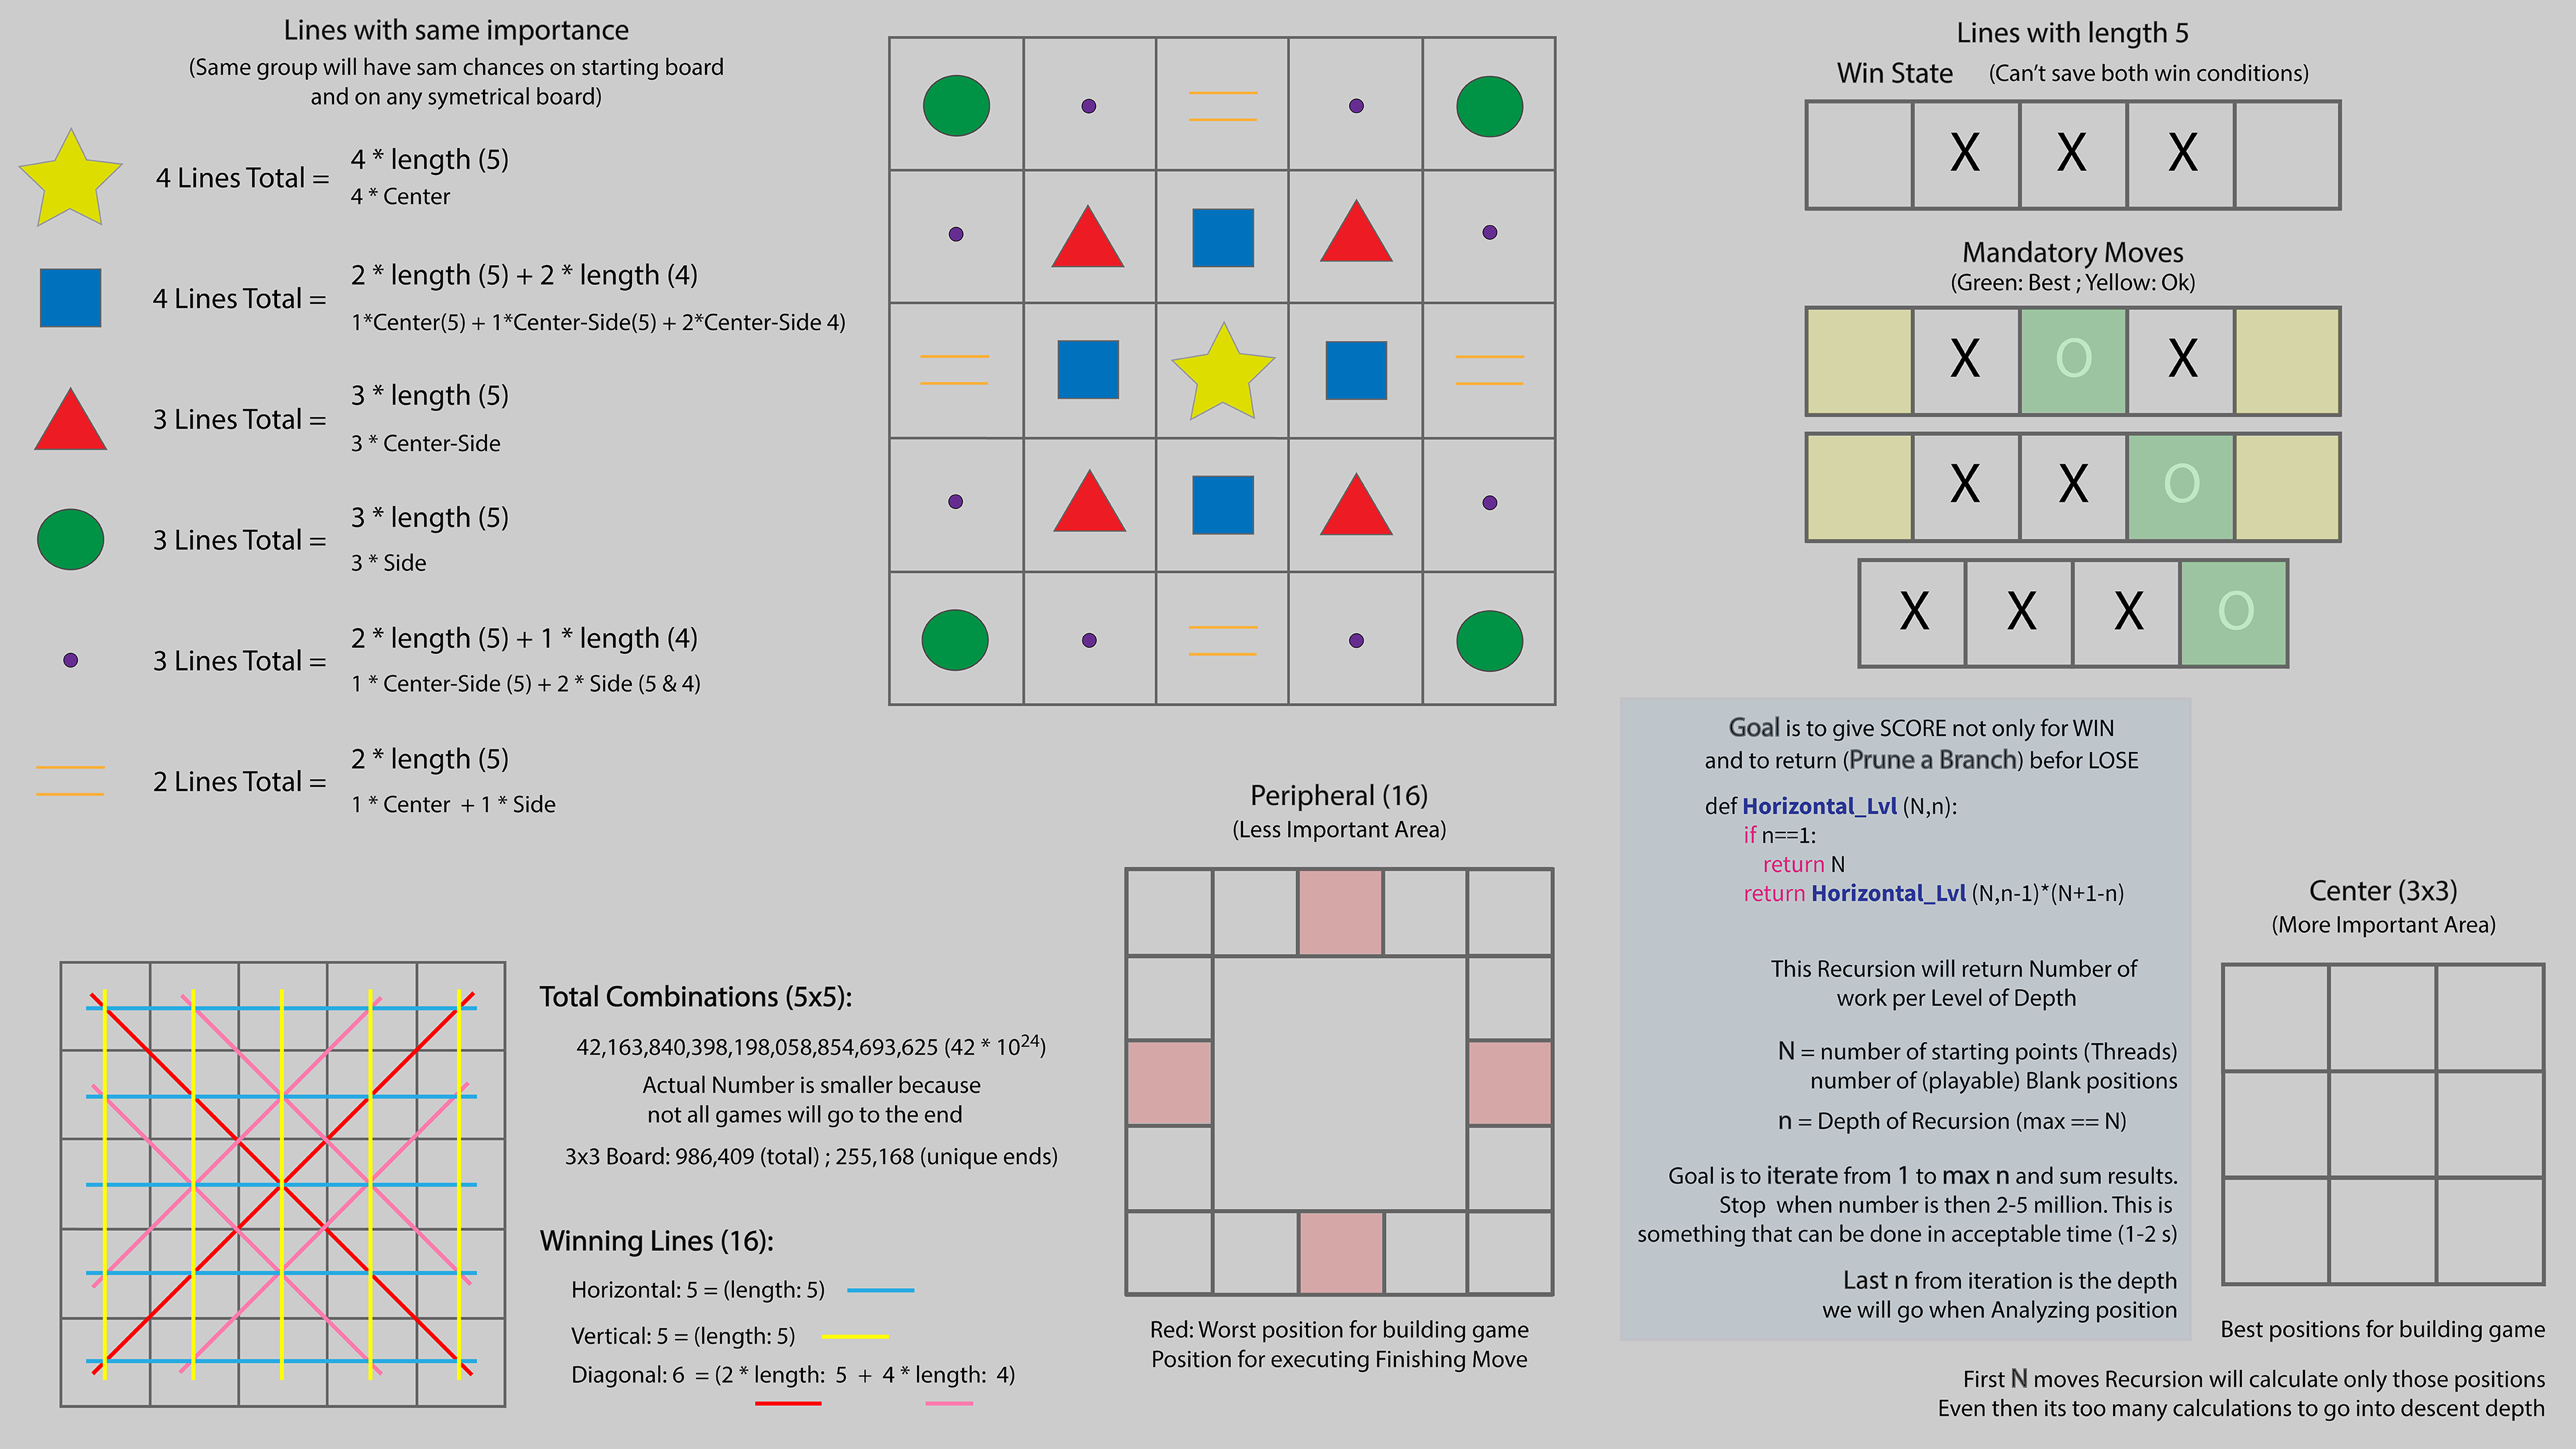 Lines with same importance
(Same group will have sam chances on starting board
and on any symetrical board)
4 Lines Total =
4 * length (5)
4 * Center
4 Lines Total =
2 * length (5) + 2 * length (4)
1*Center(5) + 1*Center-Side(5) + 2*Center-Side 4)
3 Lines Total =
3 * length (5)
3 * Center-Side
3 Lines Total =
3 * length (5)
3 * Side
3 Lines Total =
2 * length (5) + 1 * length (4)
1 * Center-Side (5) + 2 * Side (5 & 4)
2 Lines Total =
2 * length (5)
1 * Center + 1 * Side
Total Combinations (5x5):
42,163,840,398,198,058,854,693,625 (42 * 10^24)
Actual Number is smaller because
not all games will go to the end
3x3 Board: 986,409 (total) ; 255,168 (unique ends)
Winning Lines (16):
Horizontal: 5 = (length: 5)
Vertical: 5 = (length: 5)
Diagonal: 6 = (2 * length: 5 + 4 * length: 4)
Peripheral (16)
(Less Important Area)
Red: Worst position for building game
Position for executing Finishing Move
Lines with length 5
Win State (Can't save both win conditions)
X X X
Mandatory Moves
(Green: Best ; Yellow: Ok)
X O X
X X O
X X X O
Goal is to give SCORE not only for WIN
and to return (Prune a Branch) befor LOSE
def Horizontal_Lvl (N,n):
if n==1:
return N
return Horizontal_Lvl (N,n-1)*(N+1-n)
This Recursion will return Number of
work per Level of Depth
N = number of starting points (Threads)
number of (playable) Blank positions
n = Depth of Recursion (max == N)
Goal is to iterate from 1 to max n and sum results.
Stop when number is then 2-5 million. This is
something that can be done in acceptable time (1-2 s)
Last n from iteration is the depth
we will go when Analyzing position
Center (3x3)
(More Important Area)
Best positions for building game
First N moves Recursion will calculate only those positions
Even then its too many calculations to go into descent depth